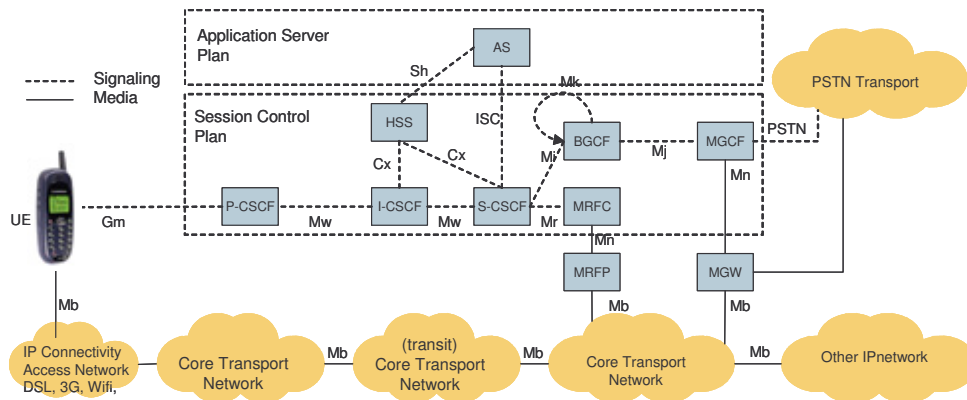 Application Server
Plan
AS
Sh
Signaling
Media
PSTN Transport
Mk
Session Control
Plan
HSS
ISC
BGCF
PSTN
MGCF
Mi
Mj
Cx
Cx
Mn
UE
P-CSCF
I-CSCF
S-CSCF
MRFC
Gm
Mw
Mw
Mr
Mn
MRFP
MGW
Mb
Mb
Mb
IP Connectivity
Access Network
DSL, 3G, Wifi,
Core Transport
Network
Mb
(transit)
Core Transport
Network
Mb
Core Transport
Network
Mb
Other IPnetwork